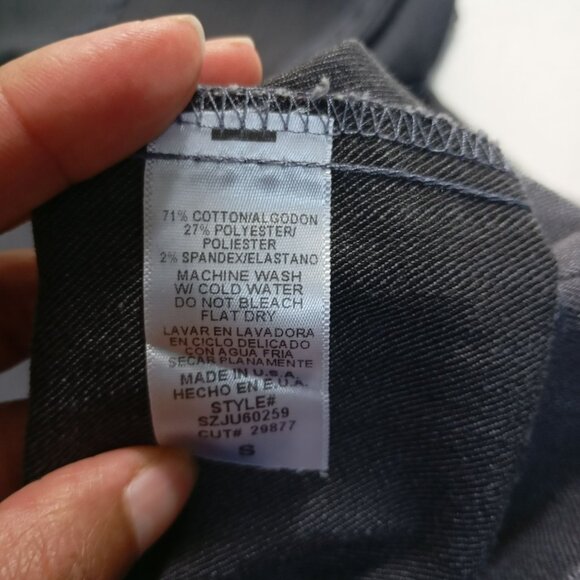 71% COTTON/ALGODON
27% POLYESTER/
POLIESTER
2% SPANDEX/ELASTANO
MACHINE WASH
W/ COLD WATER
DO NOT BLEACH
FLAT DRY
LAVAR EN LAVADORA
EN CICLO DELICADO
CON AGUA FRIA
SECAR PLANAMENTE
MADE IN U.S.A.
HECHO EN E.U.A.
STYLE#
SZJU60259
CUT# 29877
S